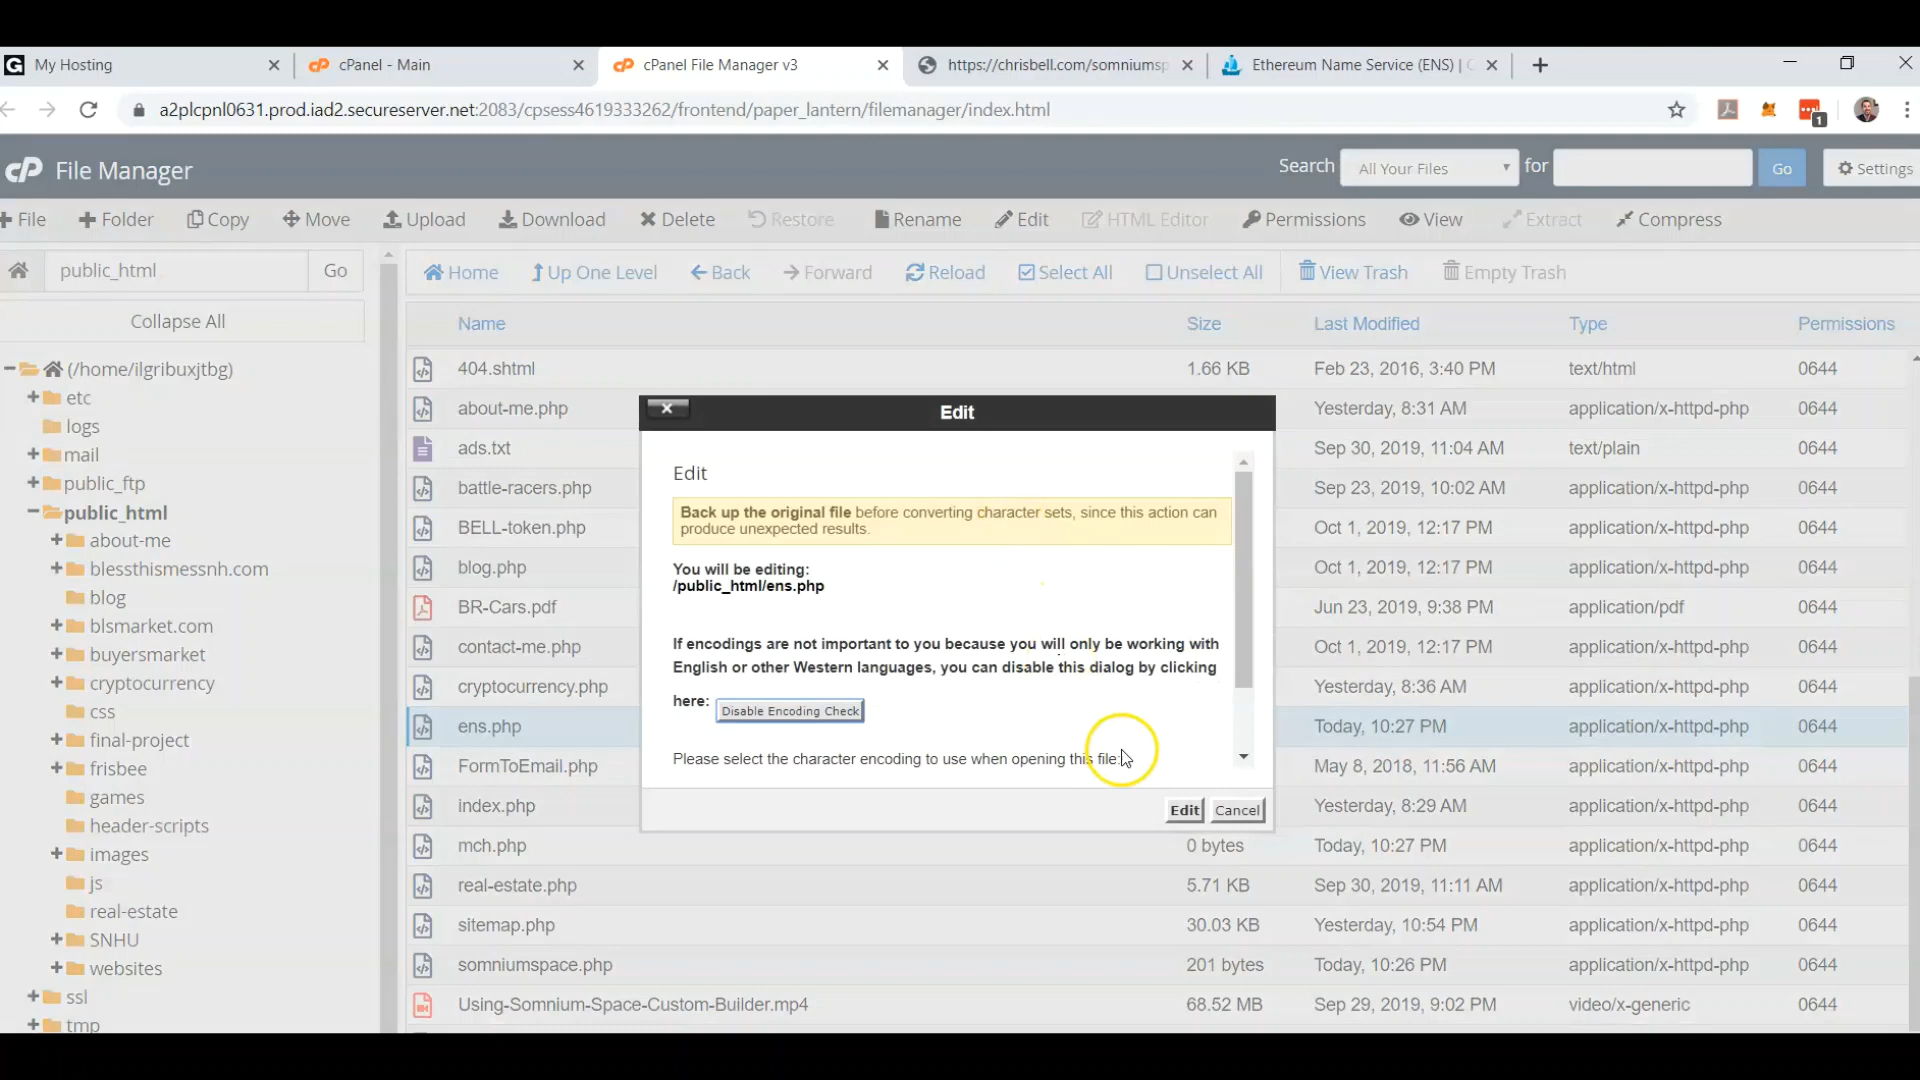 My Hosting
cPanel - Main
cPanel File Manager v3
https://chrisbell.com/somniumsp
Ethereum Name Service (ENS) |
a2plcpnl0631.prod.iad2.secureserver.net:2083/cpsess4619333262/frontend/paper_lantern/filemanager/index.html
1
cP File Manager
Search All Your Files for Go Settings
File Folder Copy Move Upload Download Delete Restore Rename Edit HTML Editor Permissions View Extract Compress
public_html Go
Home Up One Level Back Forward Reload Select All Unselect All View Trash Empty Trash
Collapse All
(/home/ilgribuxjtbg)
etc
logs
mail
public_ftp
public_html
about-me
blessthismessnh.com
blog
blsmarket.com
buyersmarket
cryptocurrency
css
final-project
frisbee
games
header-scripts
images
js
real-estate
SNHU
websites
ssl
tmp
Name Size Last Modified Type Permissions
404.shtml 1.66 KB Feb 23, 2016, 3:40 PM text/html 0644
about-me.php Yesterday, 8:31 AM application/x-httpd-php 0644
ads.txt Sep 30, 2019, 11:04 AM text/plain 0644
battle-racers.php Sep 23, 2019, 10:02 AM application/x-httpd-php 0644
BELL-token.php Oct 1, 2019, 12:17 PM application/x-httpd-php 0644
blog.php Oct 1, 2019, 12:17 PM application/x-httpd-php 0644
BR-Cars.pdf Jun 23, 2019, 9:38 PM application/pdf 0644
contact-me.php Oct 1, 2019, 12:17 PM application/x-httpd-php 0644
cryptocurrency.php Yesterday, 8:36 AM application/x-httpd-php 0644
ens.php Today, 10:27 PM application/x-httpd-php 0644
FormToEmail.php May 8, 2018, 11:56 AM application/x-httpd-php 0644
index.php Yesterday, 8:29 AM application/x-httpd-php 0644
mch.php 0 bytes Today, 10:27 PM application/x-httpd-php 0644
real-estate.php 5.71 KB Sep 30, 2019, 11:11 AM application/x-httpd-php 0644
sitemap.php 30.03 KB Yesterday, 10:54 PM application/x-httpd-php 0644
somniumspace.php 201 bytes Today, 10:26 PM application/x-httpd-php 0644
Using-Somnium-Space-Custom-Builder.mp4 68.52 MB Sep 29, 2019, 9:02 PM video/x-generic 0644
Edit
Edit
Back up the original file before converting character sets, since this action can
produce unexpected results.
You will be editing:
/public_html/ens.php
If encodings are not important to you because you will only be working with
English or other Western languages, you can disable this dialog by clicking
here: Disable Encoding Check
Please select the character encoding to use when opening this file:
Edit Cancel